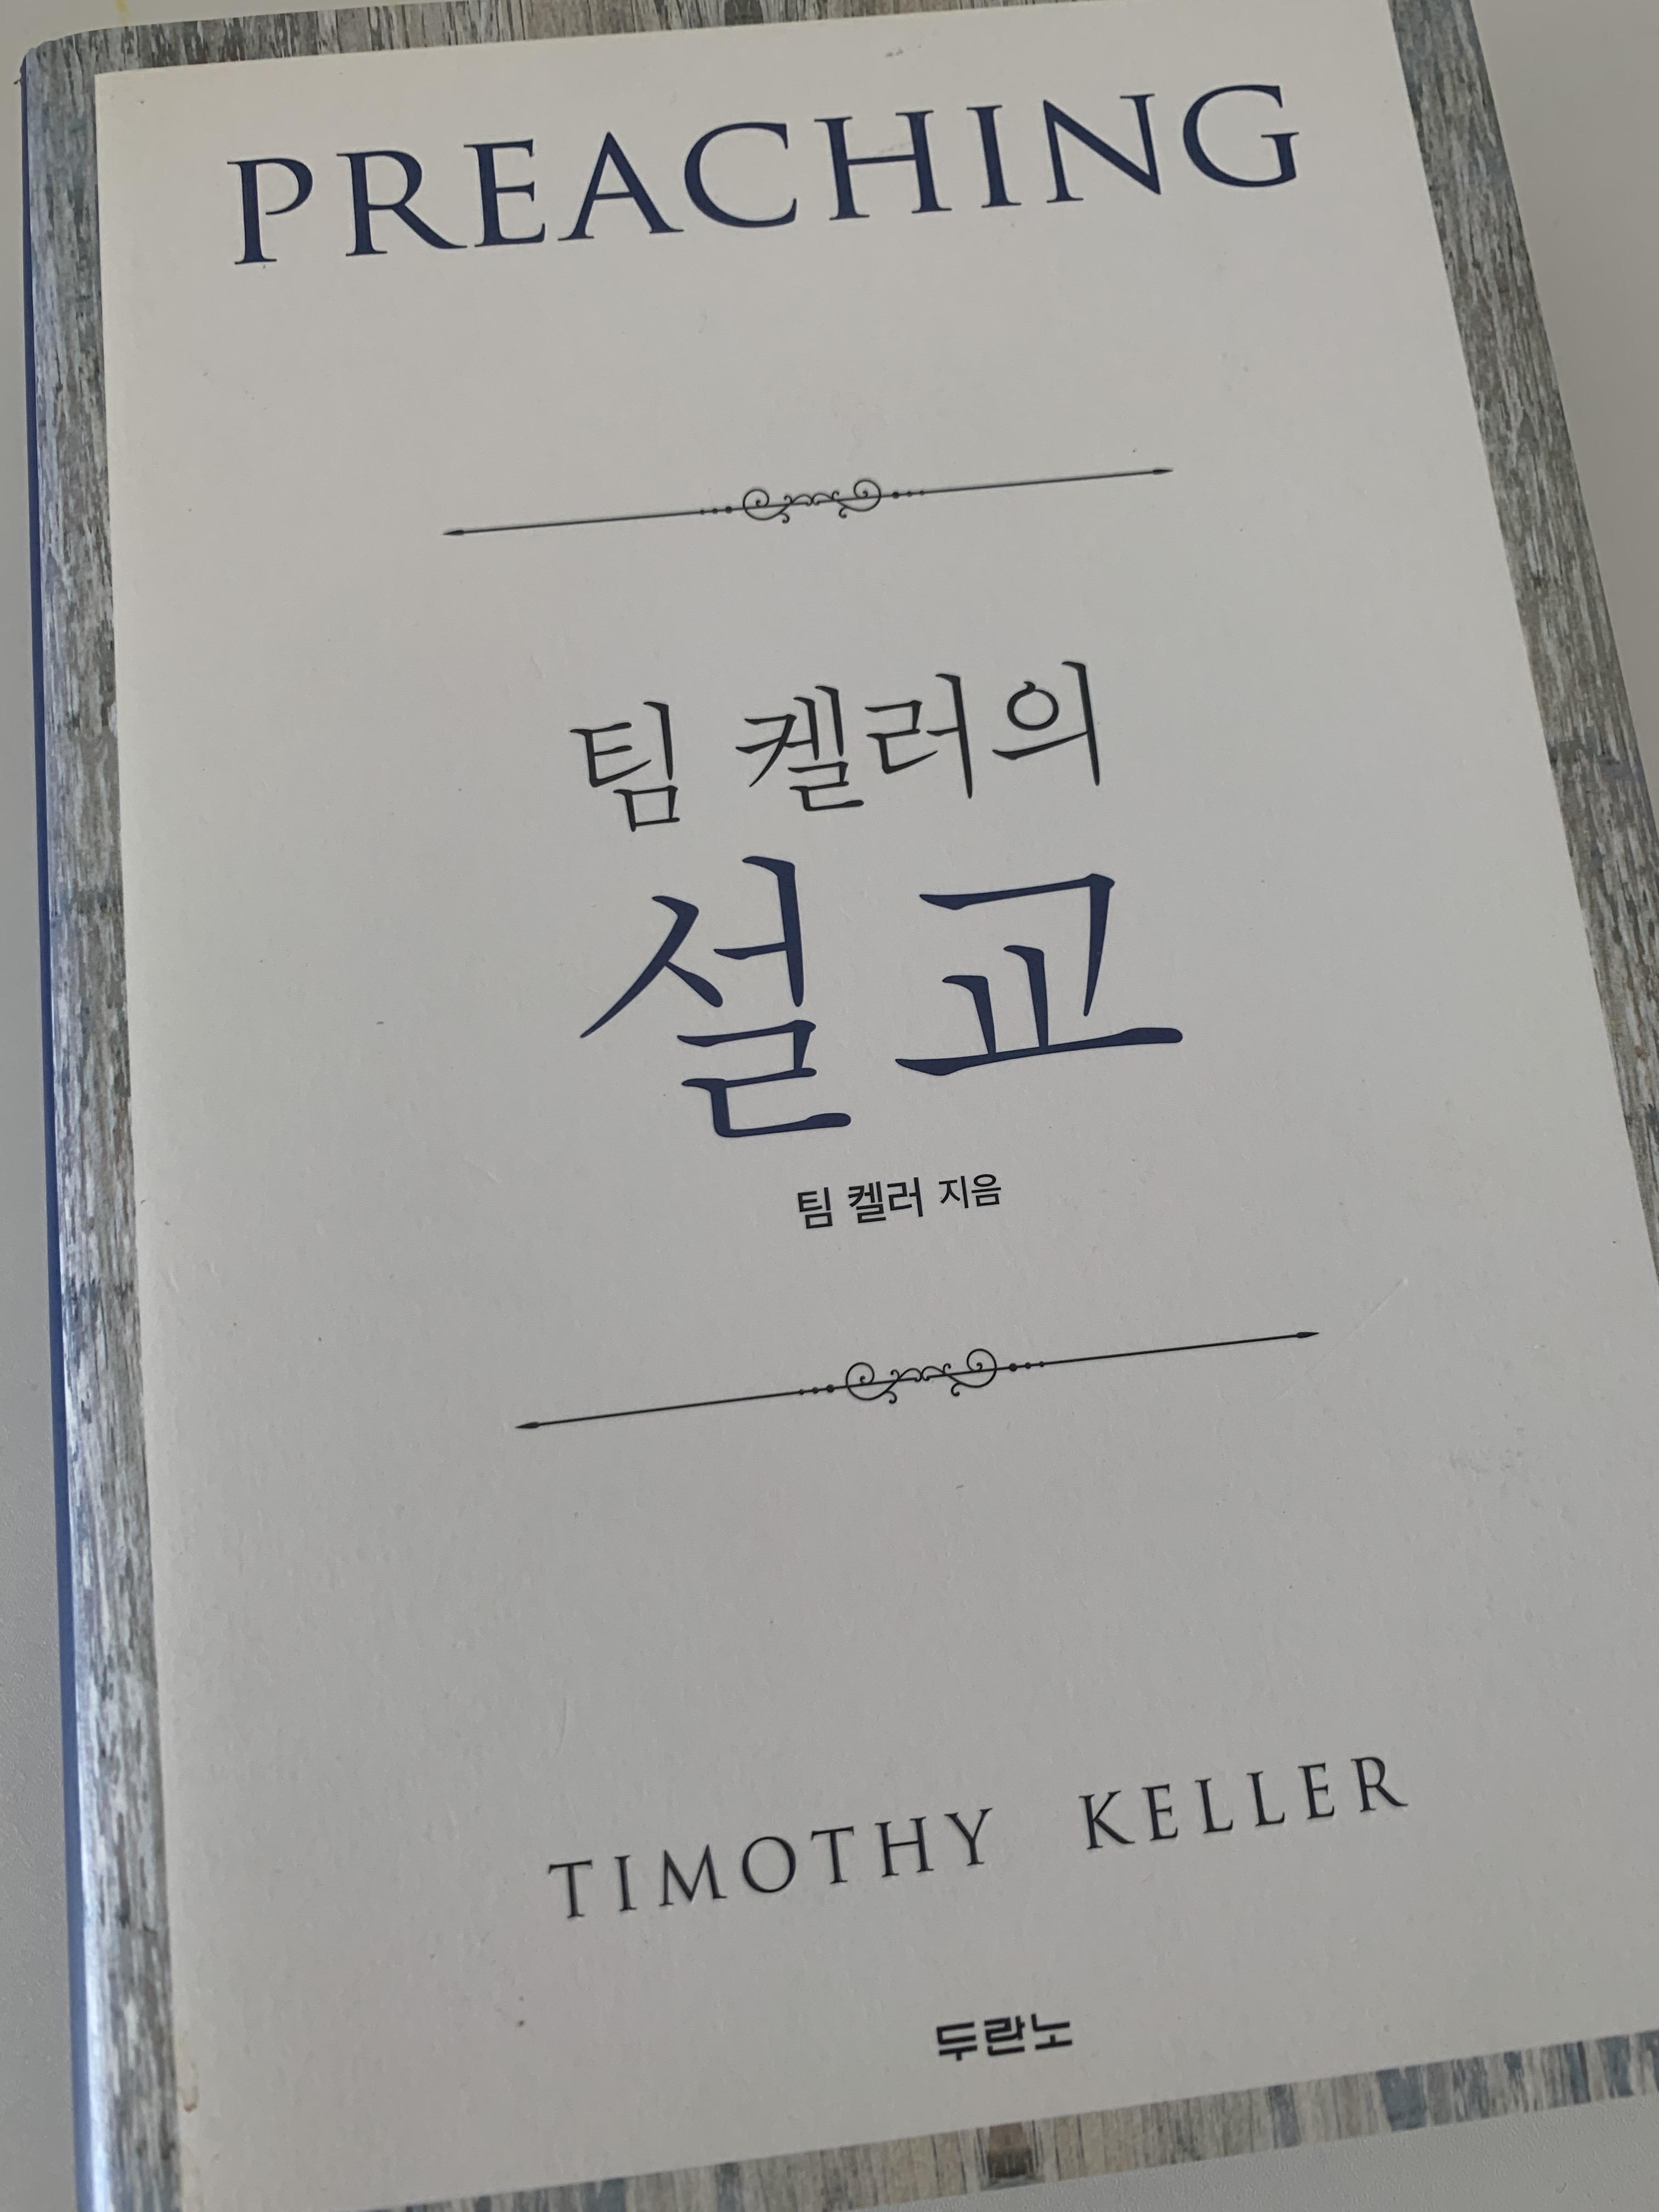 PREACHING
팀 켈러의
설교
팀 켈러 지음
TIMOTHY KELLER
두란노